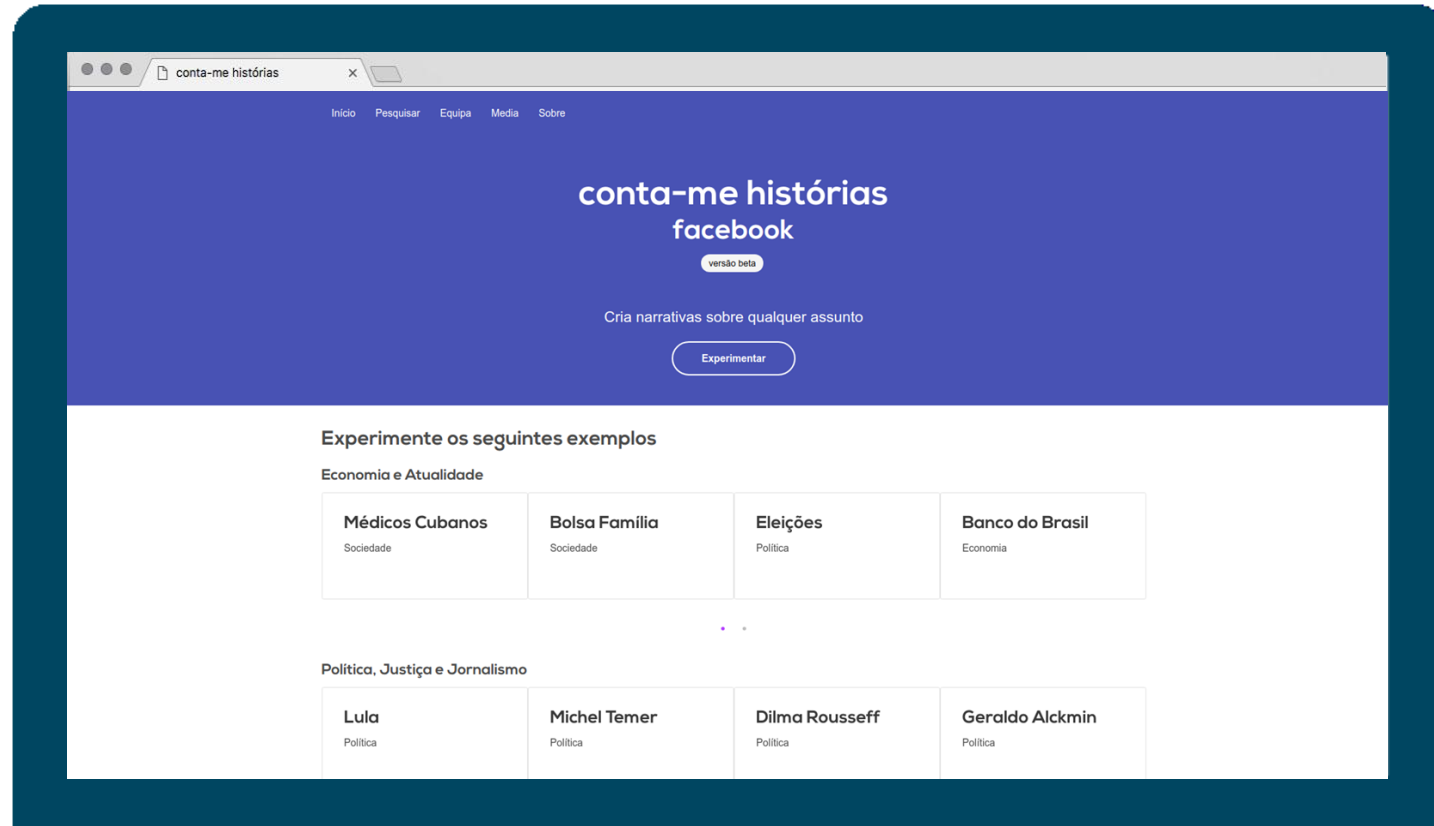 conta-me histórias
Início Pesquisar Equipa Media Sobre
conta-me histórias
facebook
versão beta
Cria narrativas sobre qualquer assunto
Experimentar
Experimente os seguintes exemplos
Economia e Atualidade
Médicos Cubanos Bolsa Família Eleições Banco do Brasil
Sociedade Sociedade Política Economia
Política, Justiça e Jornalismo
Lula Michel Temer Dilma Rousseff Geraldo Alckmin
Política Política Política Política